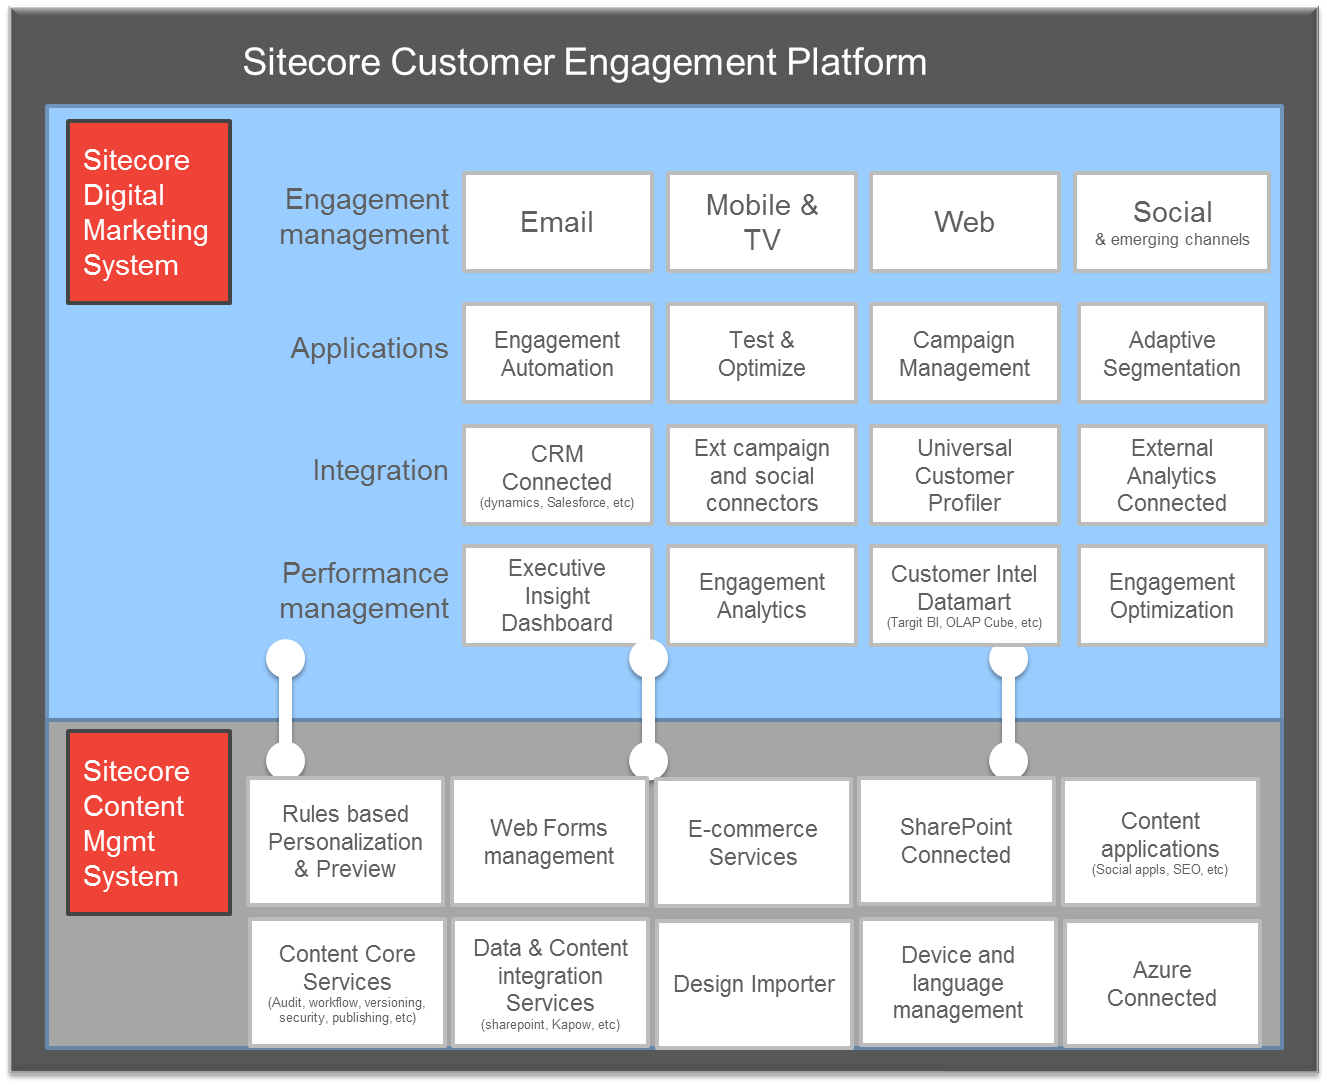 Sitecore Customer Engagement Platform
Sitecore
Digital
Marketing
System
Engagement
management
Email
Mobile &
TV
Web
Social
& emerging channels
Applications
Engagement
Automation
Test &
Optimize
Campaign
Management
Adaptive
Segmentation
Integration
CRM
Connected
(dynamics, Salesforce, etc)
Ext campaign
and social
connectors
Universal
Customer
Profiler
External
Analytics
Connected
Performance
management
Executive
Insight
Dashboard
Engagement
Analytics
Customer Intel
Datamart
(Targit BI, OLAP Cube, etc)
Engagement
Optimization
Sitecore
Content
Mgmt
System
Rules based
Personalization
& Preview
Web Forms
management
E-commerce
Services
SharePoint
Connected
Content
applications
(Social appls, SEO, etc)
Content Core
Services
(Audit, workflow, versioning,
security, publishing, etc)
Data & Content
integration
Services
(sharepoint, Kapow, etc)
Design Importer
Device and
language
management
Azure
Connected